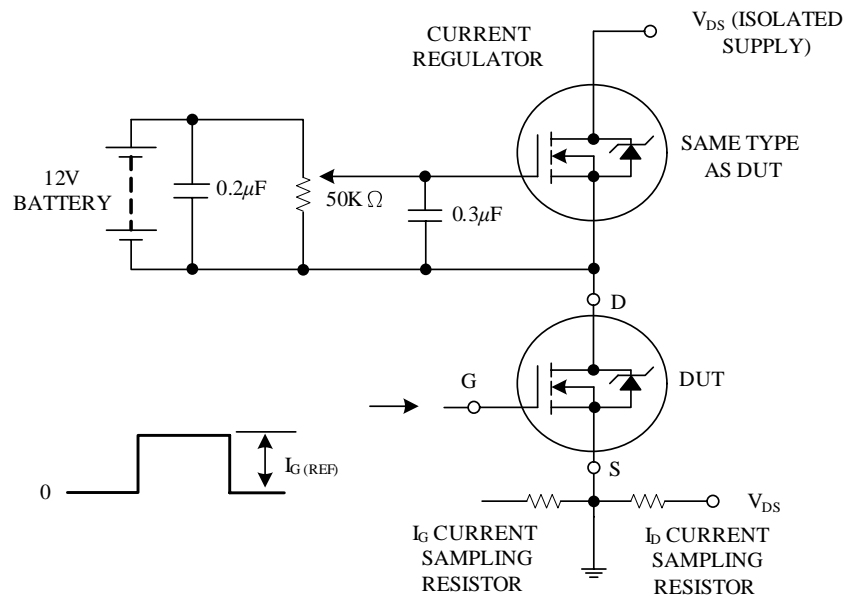 V_DS (ISOLATED
SUPPLY)
CURRENT
REGULATOR
SAME TYPE
AS DUT
12V
BATTERY
0.2μF
50K Ω
0.3μF
D
G
DUT
I_G (REF)
0
S
V_DS
I_G CURRENT
SAMPLING
RESISTOR
I_D CURRENT
SAMPLING
RESISTOR